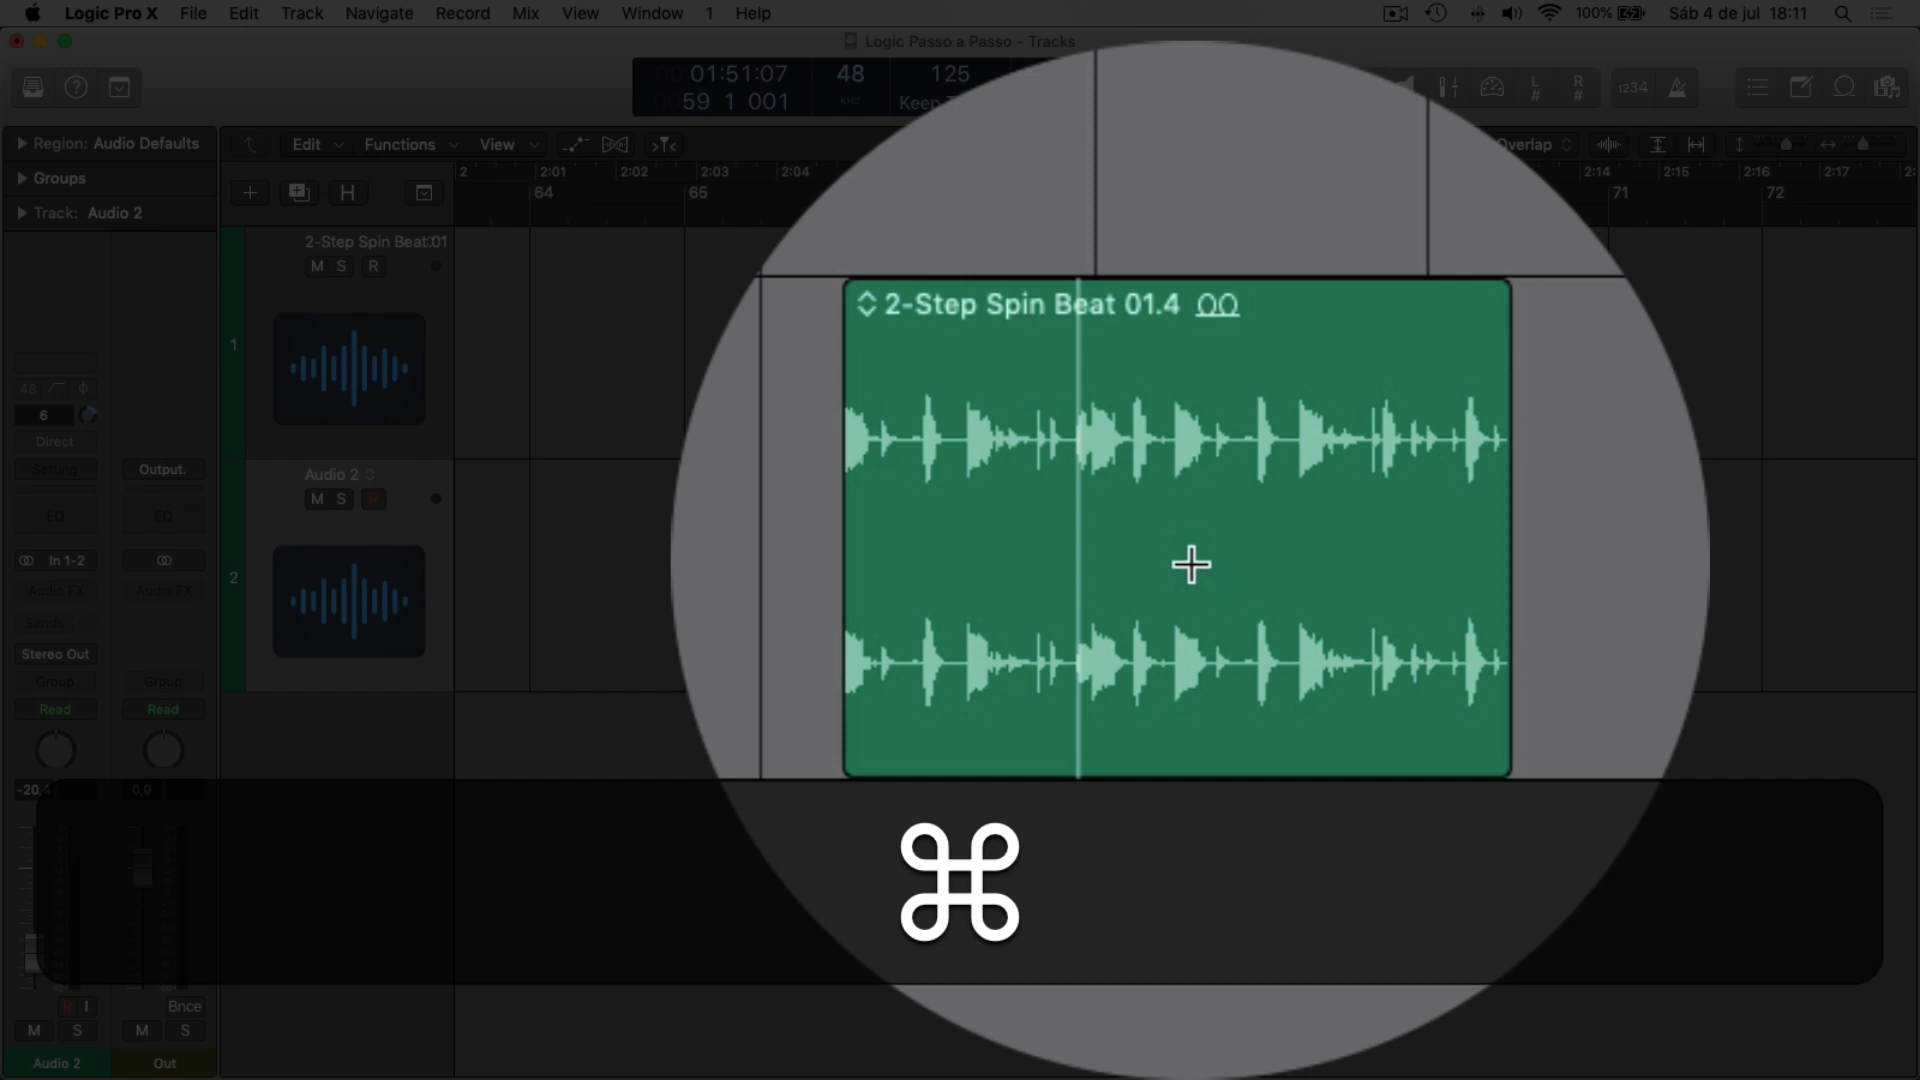 Logic Pro X File Edit Track Navigate Record Mix View Window 1 Help 100% Sáb 4 de jul 18:11
Logic Passo a Passo - Tracks
00 01:51:07 48 125
0059 1 001 KHZ Keep
L # R # 1234
Region: Audio Defaults
Edit Functions View Overlap
2 2:01 2:02 2:03 2:04 2:14 2:15 2:16 2:17 2:
Groups
64 65 71 72
H
Track: Audio 2
2-Step Spin Beat 01
M S R
1
2-Step Spin Beat 01.4
48
6
Direct
Setting Output.
Audio 2
M S R
EQ EQ
In 1-2
2
Audio FX Audio FX
Sends
Stereo Out
Group Group
Read Read
-20,4 0,0
⌘
R I Bnce
M S M S
Audio 2 Out